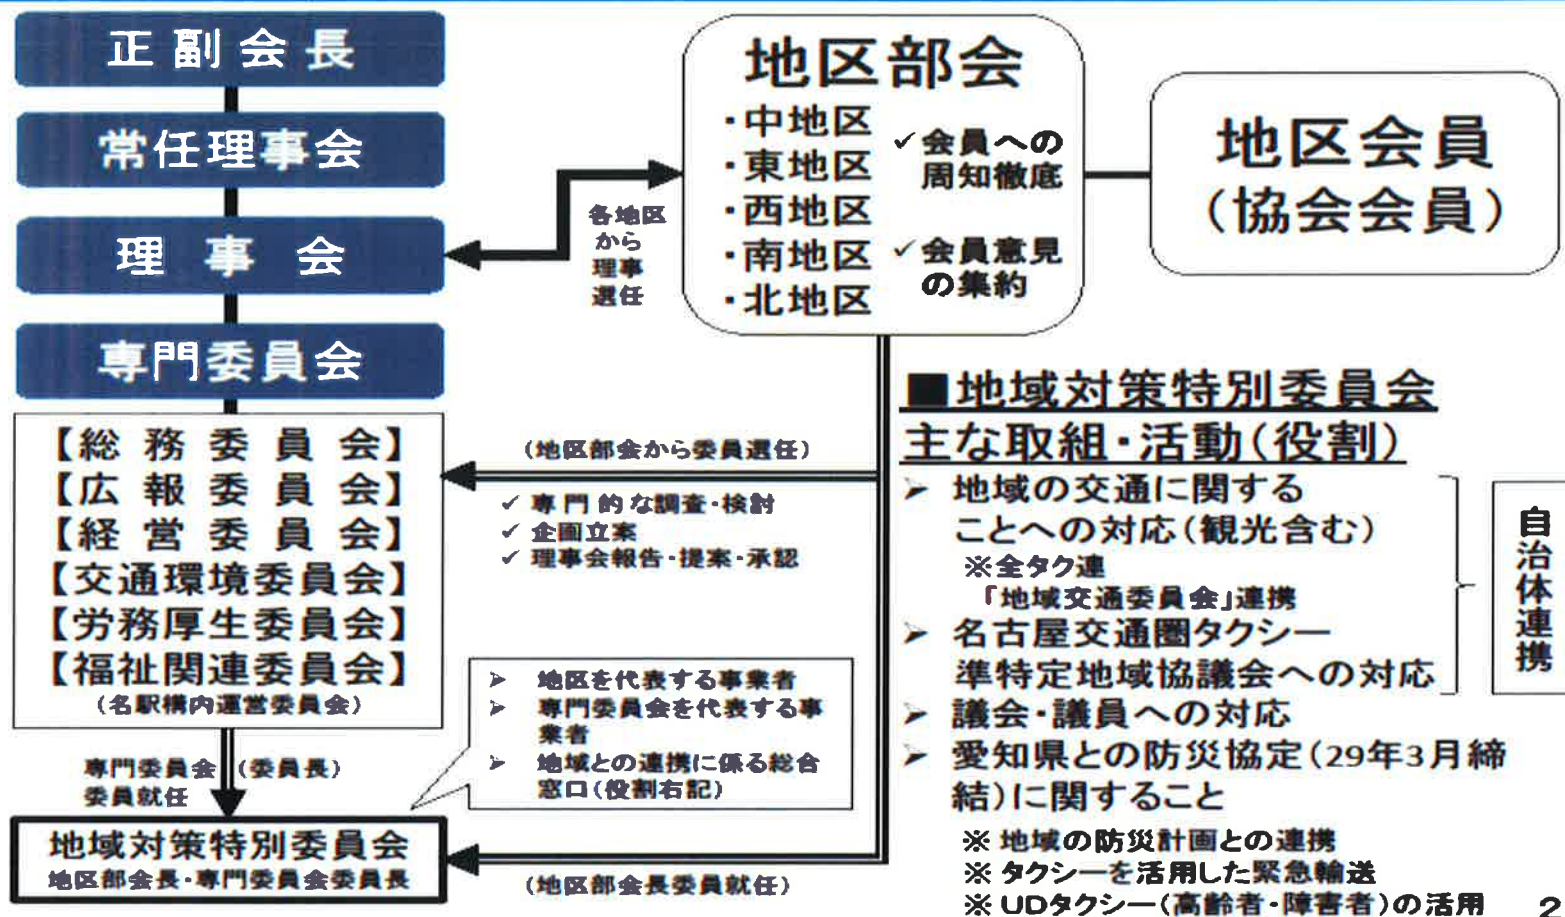 正副会長
常任理事会
理事会
専門委員会
【総務委員会】
【広報委員会】
【経営委員会】
【交通環境委員会】
【労務厚生委員会】
【福祉関連委員会】
(名駅構内運営委員会)
専門委員会(委員長)
委員就任
地域対策特別委員会
地区部会長・専門委員会委員長
各地区
から
理事
選任
地区部会
・中地区
・東地区
・西地区
・南地区
・北地区
✓会員への
周知徹底
✓会員意見
の集約
地区会員
(協会会員)
(地区部会から委員選任)
✓専門的な調査・検討
✓企画立案
✓理事会報告・提案・承認
➢ 地区を代表する事業者
➢ 専門委員会を代表する事
業者
➢ 地域との連携に係る総合
窓口(役割右記)
(地区部会長委員就任)
■地域対策特別委員会
主な取組・活動(役割)
➢ 地域の交通に関する
ことへの対応(観光含む)
※全タク連
「地域交通委員会」連携
➢ 名古屋交通圏タクシー
準特定地域協議会への対応
➢ 議会・議員への対応
➢ 愛知県との防災協定(29年3月締
結)に関すること
※ 地域の防災計画との連携
※ タクシーを活用した緊急輸送
※ UDタクシー(高齢者・障害者)の活用
自治体連携
2